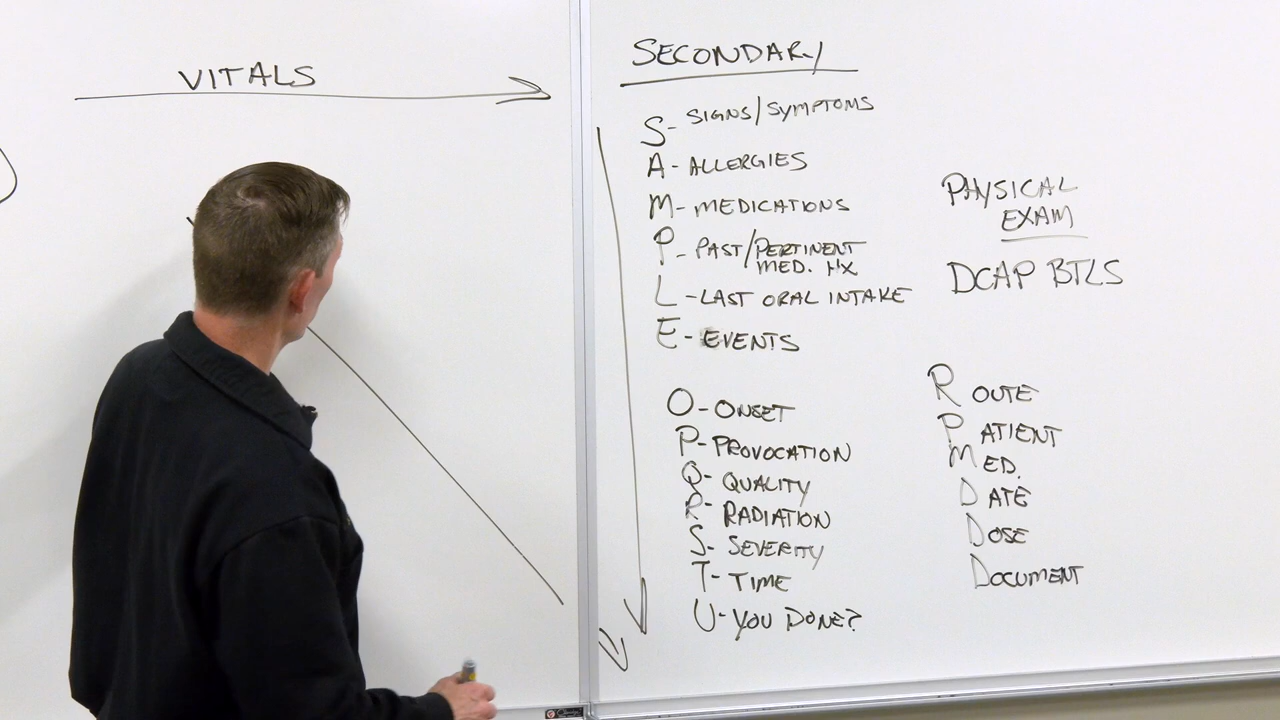 VITALS
SECONDARY
S- SIGNS/SYMPTOMS
A- ALLERGIES
M- MEDICATIONS
P- PAST/PERTINENT
MED. HX
L- LAST ORAL INTAKE
E- EVENTS
O- ONSET
P- PROVOCATION
Q- QUALITY
R- RADIATION
S- SEVERITY
T- TIME
U- YOU DONE?
PHYSICAL
EXAM
DCAP BTLS
ROUTE
PATIENT
MED.
DATE
DOSE
DOCUMENT